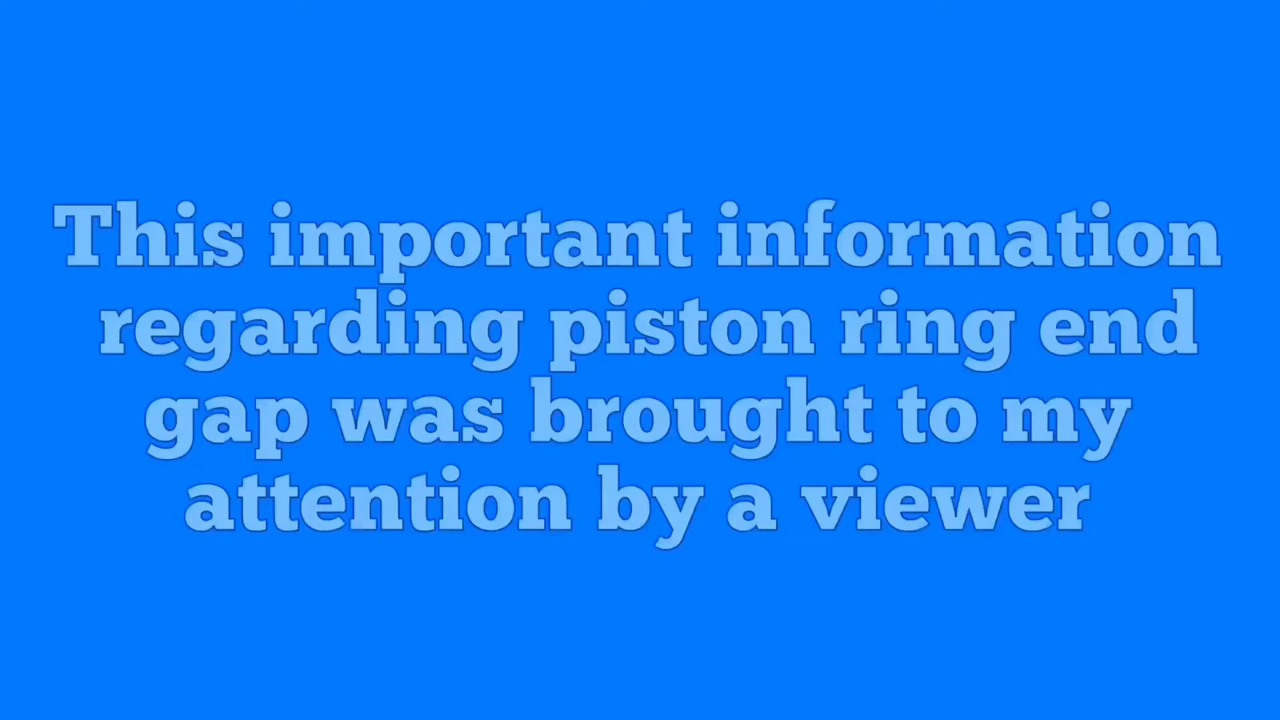 This important information
regarding piston ring end
gap was brought to my
attention by a viewer